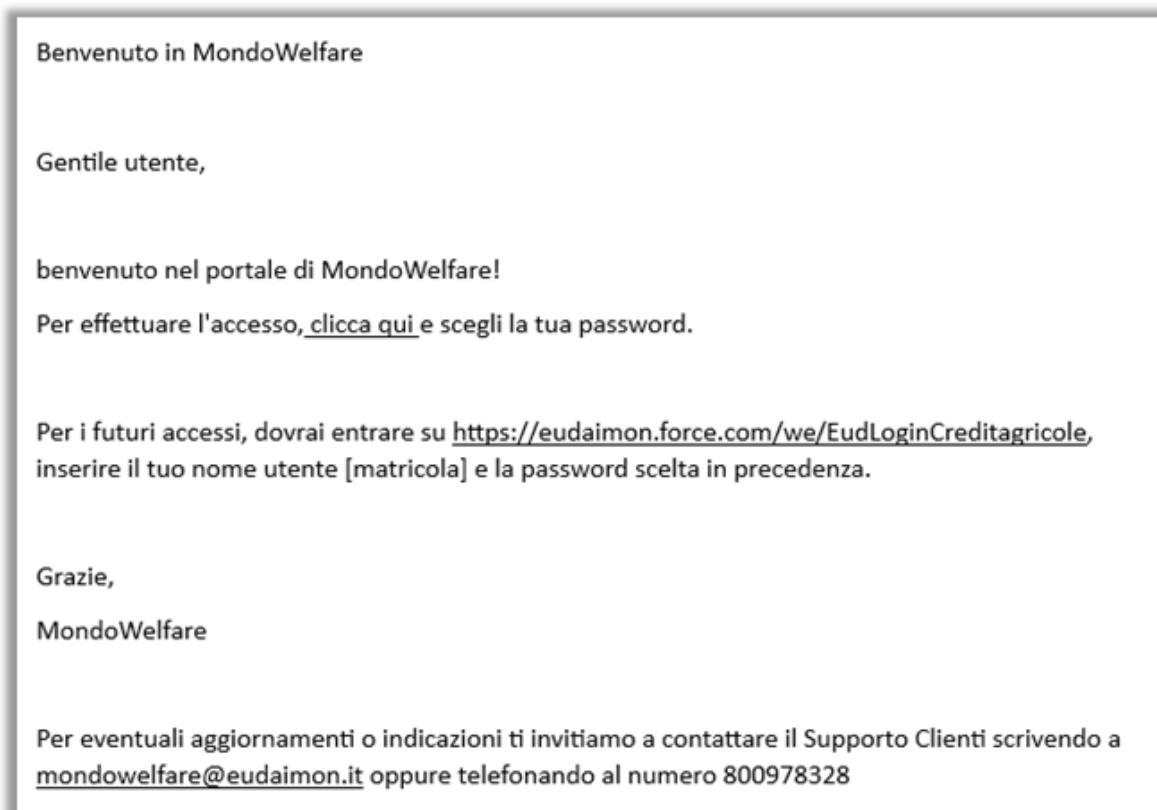 Benvenuto in MondoWelfare
Gentile utente,
benvenuto nel portale di MondoWelfare!
Per effettuare l'accesso, clicca qui e scegli la tua password.
Per i futuri accessi, dovrai entrare su https://eudaimon.force.com/we/EudLoginCreditagricole,
inserire il tuo nome utente [matricola] e la password scelta in precedenza.
Grazie,
MondoWelfare
Per eventuali aggiornamenti o indicazioni ti invitiamo a contattare il Supporto Clienti scrivendo a
mondowelfare@eudaimon.it oppure telefonando al numero 800978328